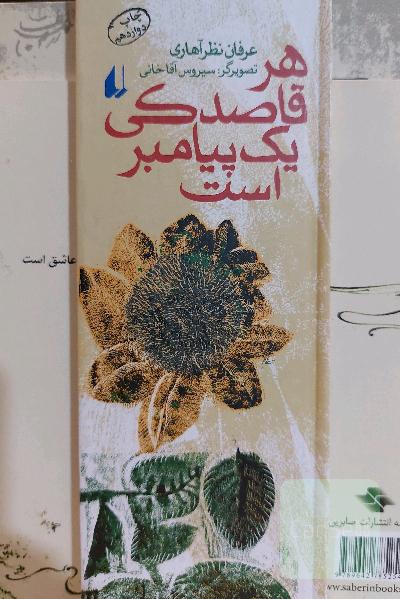 چاپ
دوازدهم
عرفان نظرآهاری
تصویرگر: سیروس آقاخانی
هر
قاصدکی
یک پیامبر
است
عاشق است
انتشارات صابرین
www.saberinbooks